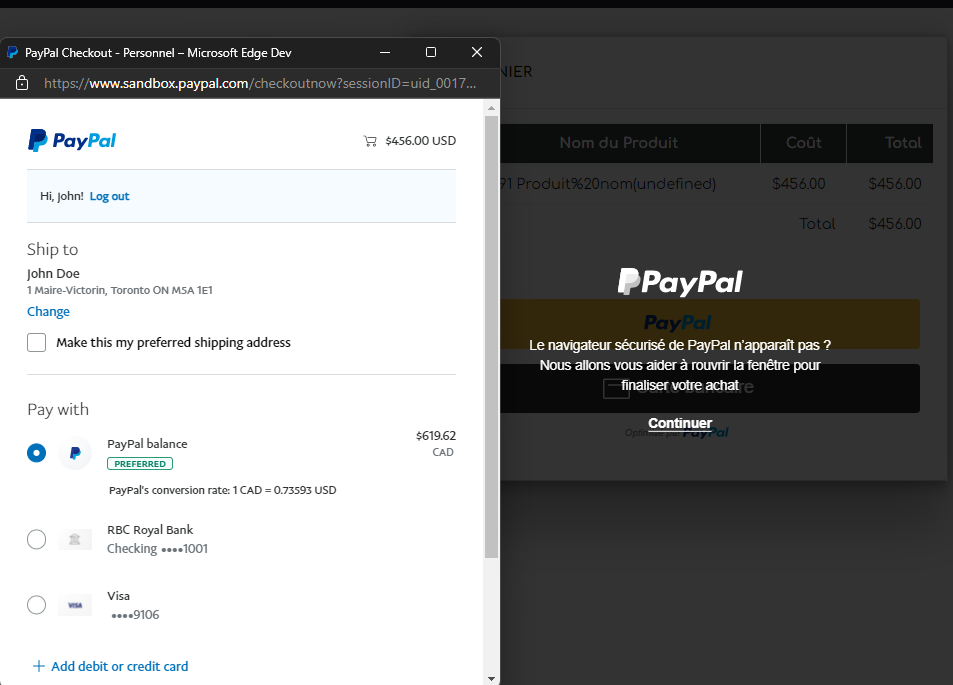 PayPal Checkout - Personnel – Microsoft Edge Dev
https://www.sandbox.paypal.com/checkoutnow?sessionID=uid_0017...
PayPal
$456.00 USD
Hi, John! Log out
Ship to
John Doe
1 Maire-Victorin, Toronto ON M5A 1E1
Change
Make this my preferred shipping address
Pay with
PayPal balance
$619.62
PREFERRED
CAD
PayPal's conversion rate: 1 CAD = 0.73593 USD
RBC Royal Bank
Checking ••••1001
VISA
Visa
••••9106
+ Add debit or credit card
NIER
Nom du Produit Coût Total
91 Produit%20nom(undefined) $456.00 $456.00
Total $456.00
PayPal
PayPal
Le navigateur sécurisé de PayPal n'apparaît pas ?
Nous allons vous aider à rouvrir la fenêtre pour
finaliser votre achat
bancaire
Continuer
PayPal